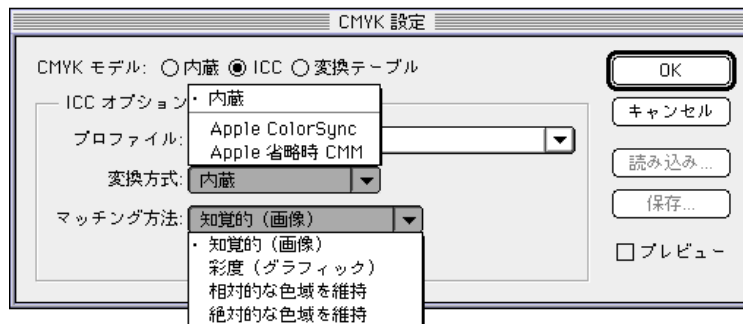 CMYK 設定
CMYK モデル: 内蔵 ICC 変換テーブル
ICC オプション
・内蔵
Apple ColorSync
Apple 省略時 CMM
プロファイル:
変換方式: 内蔵
マッチング方法: 知覚的（画像）
・知覚的（画像）
彩度（グラフィック）
相対的な色域を維持
絶対的な色域を維持
OK
キャンセル
読み込み...
保存...
プレビュー